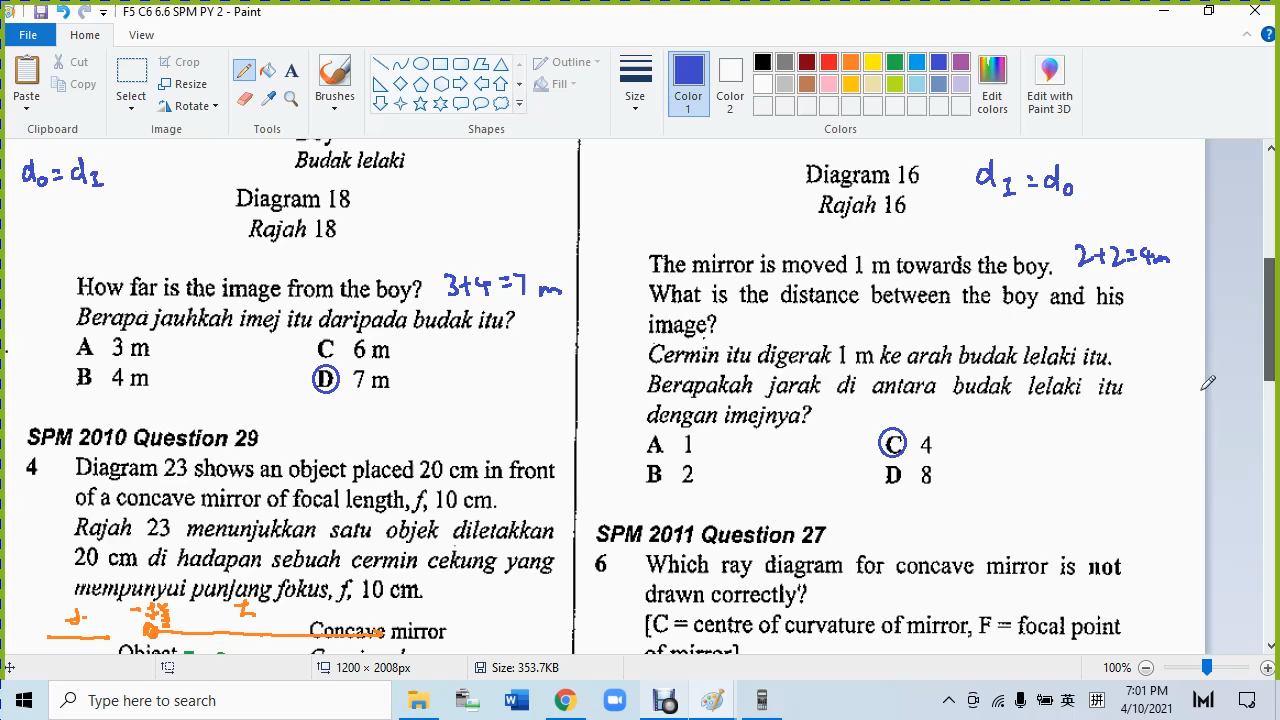 F5 C6 6.6 SPM PY 2 - Paint
File
Home
View
Paste
Cut
Copy
Clipboard
Select
Crop
Resize
Rotate
Image
Tools
Brushes
Shapes
Outline
Fill
Size
Color 1
Color 2
Edit colors
Edit with Paint 3D
Colors
Budak lelaki
d₀ = dI
Diagram 18
Rajah 18
How far is the image from the boy? 3+4=7 m
Berapa jauhkah imej itu daripada budak itu?
A 3 m C 6 m
B 4 m D 7 m
SPM 2010 Question 29
4 Diagram 23 shows an object placed 20 cm in front
of a concave mirror of focal length, f, 10 cm.
Rajah 23 menunjukkan satu objek diletakkan
20 cm di hadapan sebuah cermin cekung yang
mempunyui panjang fokus, f, 10 cm.
Concave mirror
Object
Diagram 16
Rajah 16
dI = d₀
The mirror is moved 1 m towards the boy. 2+2=4m
What is the distance between the boy and his
image?
Cermin itu digerak 1 m ke arah budak lelaki itu.
Berapakah jarak di antara budak lelaki itu
dengan imejnya?
A 1 C 4
B 2 D 8
SPM 2011 Question 27
6 Which ray diagram for concave mirror is not
drawn correctly?
[C = centre of curvature of mirror, F = focal point
of mirror]
1200 × 2008px
Size: 353.7KB
100%
Type here to search
英
拼
7:01 PM
4/10/2021